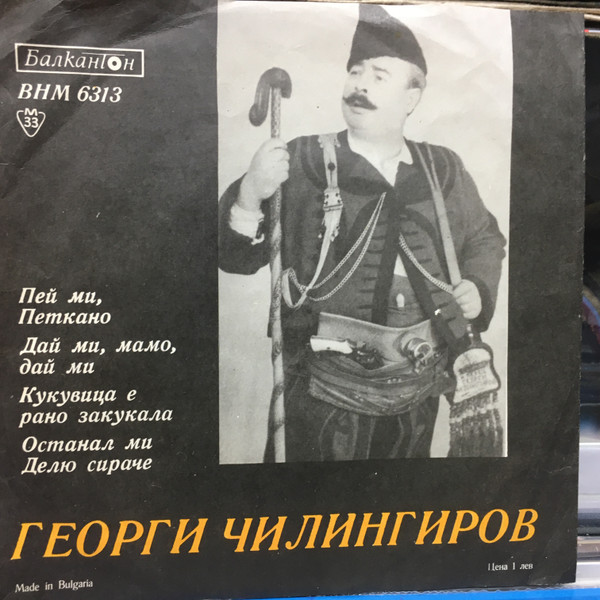 Балкантон
ВНМ 6313
М
33
Пей ми,
Петкано
Дай ми, мамо,
дай ми
Кукувица е
рано закукала
Останал ми
Делю сираче
ГЕОРГИ ЧИЛИНГИРОВ
Made in Bulgaria
Цена 1 лев